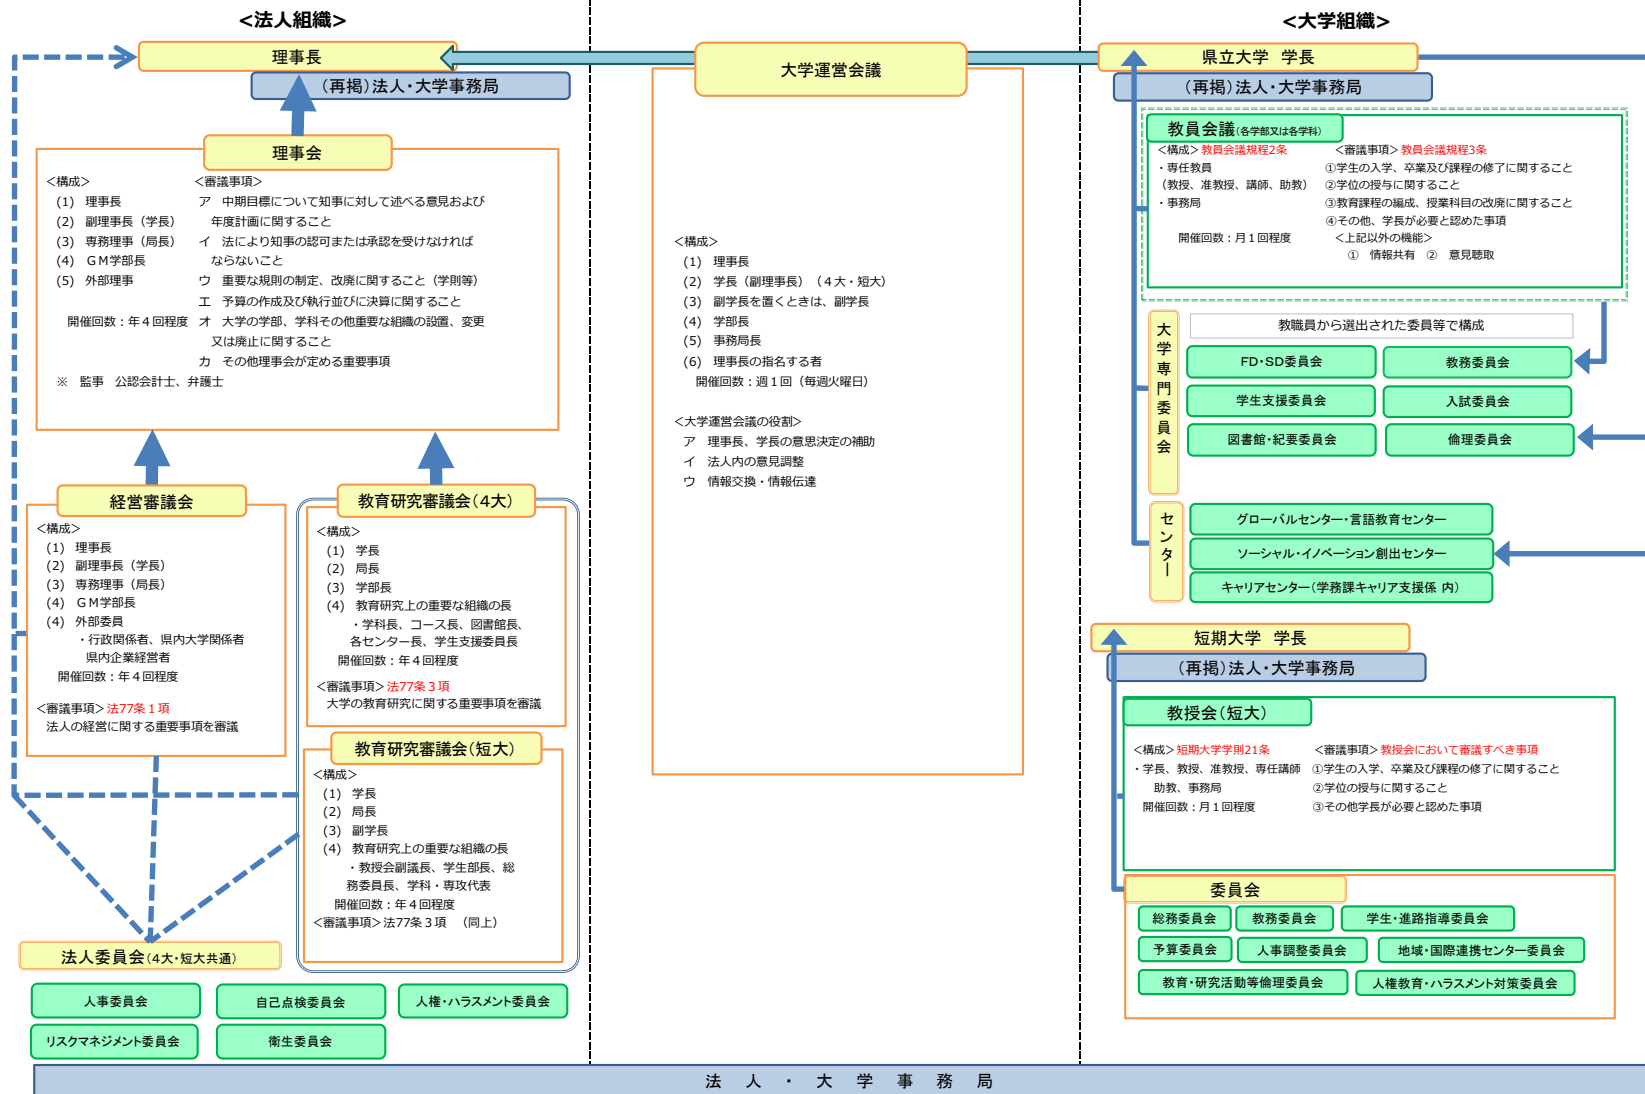 <法人組織>
理事長
(再掲)法人・大学事務局
理事会
<構成>
(1) 理事長
(2) 副理事長（学長）
(3) 専務理事（局長）
(4) ＧＭ学部長
(5) 外部理事
開催回数：年４回程度
※ 監事 公認会計士、弁護士
<審議事項>
ア 中期目標について知事に対して述べる意見および
年度計画に関すること
イ 法により知事の認可または承認を受けなければ
ならないこと
ウ 重要な規則の制定、改廃に関すること（学則等）
エ 予算の作成及び執行並びに決算に関すること
オ 大学の学部、学科その他重要な組織の設置、変更
又は廃止に関すること
カ その他理事会が定める重要事項
経営審議会
<構成>
(1) 理事長
(2) 副理事長（学長）
(3) 専務理事（局長）
(4) ＧＭ学部長
(4) 外部委員
・行政関係者、県内大学関係者
県内企業経営者
開催回数：年４回程度
<審議事項>法77条１項
法人の経営に関する重要事項を審議
教育研究審議会(４大)
<構成>
(1) 学長
(2) 局長
(3) 学部長
(4) 教育研究上の重要な組織の長
・学科長、コース長、図書館長、
各センター長、学生支援委員長
開催回数：年４回程度
<審議事項>法77条３項
大学の教育研究に関する重要事項を審議
教育研究審議会(短大)
<構成>
(1) 学長
(2) 局長
(3) 副学長
(4) 教育研究上の重要な組織の長
・教授会副議長、学生部長、総
務委員長、学科・専攻代表
開催回数：年４回程度
<審議事項>法77条３項 （同上）
法人委員会(４大・短大共通)
人事委員会
自己点検委員会
人権・ハラスメント委員会
リスクマネジメント委員会
衛生委員会
大学運営会議
<構成>
(1) 理事長
(2) 学長（副理事長）（４大・短大）
(3) 副学長を置くときは、副学長
(4) 学部長
(5) 事務局長
(6) 理事長の指名する者
開催回数：週１回（毎週火曜日）
<大学運営会議の役割>
ア 理事長、学長の意思決定の補助
イ 法人内の意見調整
ウ 情報交換・情報伝達
<大学組織>
県立大学 学長
(再掲)法人・大学事務局
教員会議(各学部又は各学科)
<構成>教員会議規程2条
・専任教員
（教授、准教授、講師、助教）
・事務局
開催回数：月１回程度
<審議事項>教員会議規程3条
①学生の入学、卒業及び課程の修了に関すること
②学位の授与に関すること
③教育課程の編成、授業科目の改廃に関すること
④その他、学長が必要と認めた事項
<上記以外の機能>
① 情報共有 ② 意見聴取
大学専門委員会
教職員から選出された委員等で構成
FD・SD委員会
教務委員会
学生支援委員会
入試委員会
図書館・紀要委員会
倫理委員会
センター
グローバルセンター・言語教育センター
ソーシャル・イノベーション創出センター
キャリアセンター(学務課キャリア支援係 内)
短期大学 学長
(再掲)法人・大学事務局
教授会(短大)
<構成>短期大学学則21条
・学長、教授、准教授、専任講師
助教、事務局
開催回数：月１回程度
<審議事項>教授会において審議すべき事項
①学生の入学、卒業及び課程の修了に関すること
②学位の授与に関すること
③その他学長が必要と認めた事項
委員会
総務委員会
教務委員会
学生・進路指導委員会
予算委員会
人事調整委員会
地域・国際連携センター委員会
教育・研究活動等倫理委員会
人権教育・ハラスメント対策委員会
法人・大学事務局